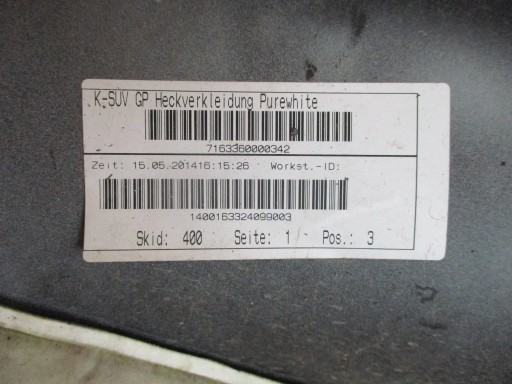 K-SUV GP Heckverkleidung Purewhite
7163360000342
Zeit: 15.05.201416:15:26 Workst.-ID:
1400163324099003
Skid: 400 Seite: 1 Pos.: 3